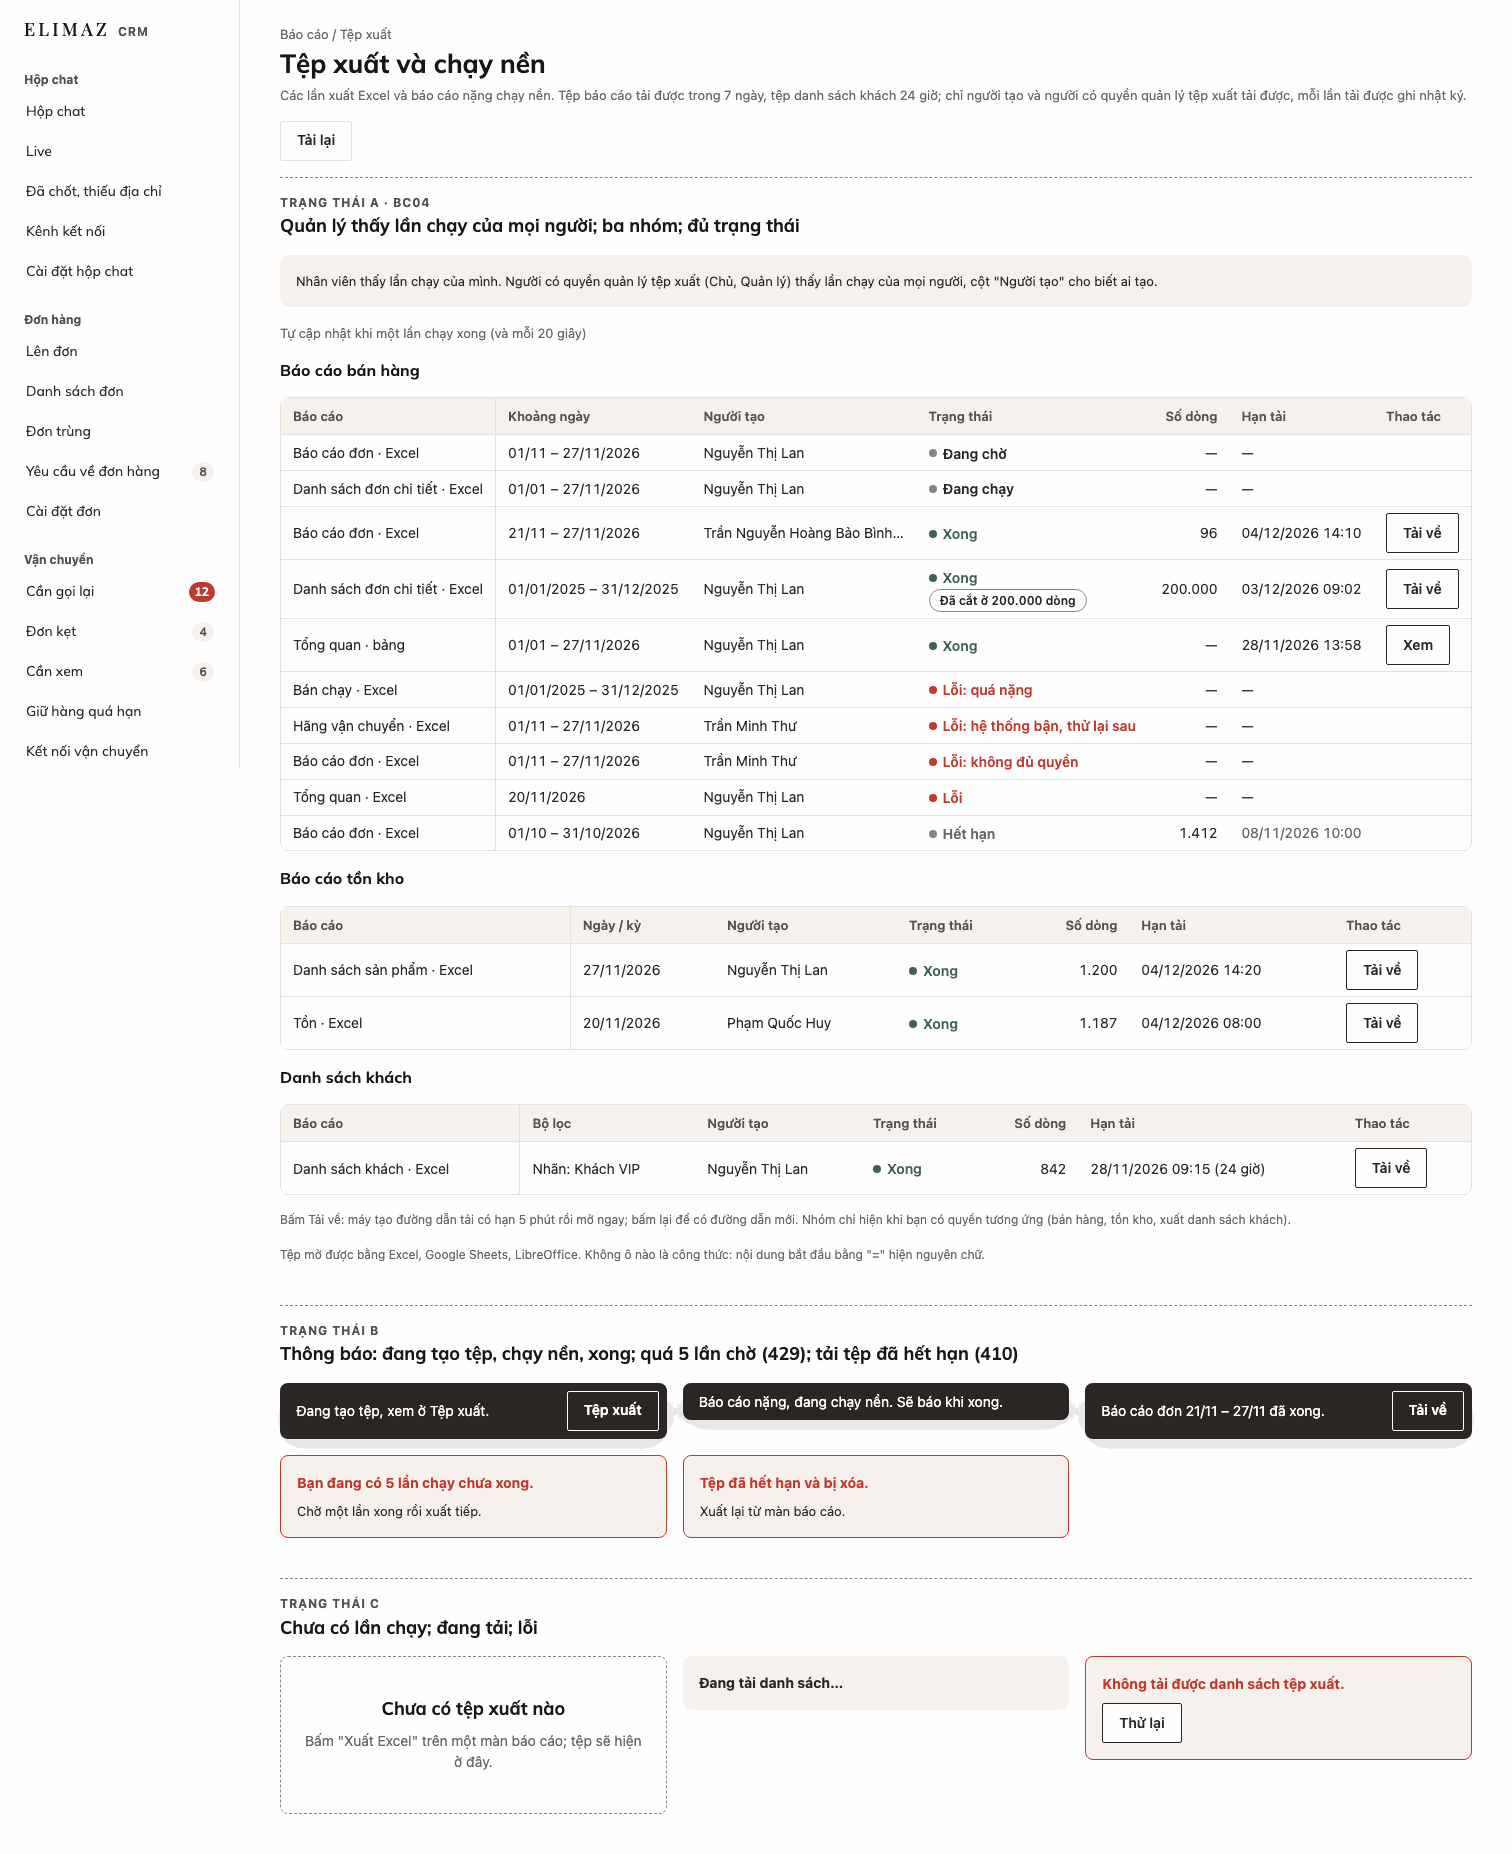 ELIMAZ CRM
Hộp chat
Hộp chat
Live
Đã chốt, thiếu địa chỉ
Kênh kết nối
Cài đặt hộp chat
Đơn hàng
Lên đơn
Danh sách đơn
Đơn trùng
Yêu cầu về đơn hàng 8
Cài đặt đơn
Vận chuyển
Cần gọi lại 12
Đơn kẹt 4
Cần xem 6
Giữ hàng quá hạn
Kết nối vận chuyển
Báo cáo / Tệp xuất
Tệp xuất và chạy nền
Các lần xuất Excel và báo cáo nặng chạy nền. Tệp báo cáo tải được trong 7 ngày, tệp danh sách khách 24 giờ; chỉ người tạo và người có quyền quản lý tệp xuất tải được, mỗi lần tải được ghi nhật ký.
Tải lại
TRẠNG THÁI A · BC04
Quản lý thấy lần chạy của mọi người; ba nhóm; đủ trạng thái
Nhân viên thấy lần chạy của mình. Người có quyền quản lý tệp xuất (Chủ, Quản lý) thấy lần chạy của mọi người, cột "Người tạo" cho biết ai tạo.
Tự cập nhật khi một lần chạy xong (và mỗi 20 giây)
Báo cáo bán hàng
Báo cáo Khoảng ngày Người tạo Trạng thái Số dòng Hạn tải Thao tác
Báo cáo đơn · Excel 01/11 – 27/11/2026 Nguyễn Thị Lan Đang chờ — —
Danh sách đơn chi tiết · Excel 01/01 – 27/11/2026 Nguyễn Thị Lan Đang chạy — —
Báo cáo đơn · Excel 21/11 – 27/11/2026 Trần Nguyễn Hoàng Bảo Bình... Xong 96 04/12/2026 14:10 Tải về
Danh sách đơn chi tiết · Excel 01/01/2025 – 31/12/2025 Nguyễn Thị Lan Xong 200.000 03/12/2026 09:02 Tải về
Đã cắt ở 200.000 dòng
Tổng quan · bảng 01/01 – 27/11/2026 Nguyễn Thị Lan Xong — 28/11/2026 13:58 Xem
Bán chạy · Excel 01/01/2025 – 31/12/2025 Nguyễn Thị Lan Lỗi: quá nặng — —
Hãng vận chuyển · Excel 01/11 – 27/11/2026 Trần Minh Thư Lỗi: hệ thống bận, thử lại sau — —
Báo cáo đơn · Excel 01/11 – 27/11/2026 Trần Minh Thư Lỗi: không đủ quyền — —
Tổng quan · Excel 20/11/2026 Nguyễn Thị Lan Lỗi — —
Báo cáo đơn · Excel 01/10 – 31/10/2026 Nguyễn Thị Lan Hết hạn 1.412 08/11/2026 10:00
Báo cáo tồn kho
Báo cáo Ngày / kỳ Người tạo Trạng thái Số dòng Hạn tải Thao tác
Danh sách sản phẩm · Excel 27/11/2026 Nguyễn Thị Lan Xong 1.200 04/12/2026 14:20 Tải về
Tồn · Excel 20/11/2026 Phạm Quốc Huy Xong 1.187 04/12/2026 08:00 Tải về
Danh sách khách
Báo cáo Bộ lọc Người tạo Trạng thái Số dòng Hạn tải Thao tác
Danh sách khách · Excel Nhãn: Khách VIP Nguyễn Thị Lan Xong 842 28/11/2026 09:15 (24 giờ) Tải về
Bấm Tải về: máy tạo đường dẫn tải có hạn 5 phút rồi mở ngay; bấm lại để có đường dẫn mới. Nhóm chỉ hiện khi bạn có quyền tương ứng (bán hàng, tồn kho, xuất danh sách khách).
Tệp mở được bằng Excel, Google Sheets, LibreOffice. Không ô nào là công thức: nội dung bắt đầu bằng "=" hiện nguyên chữ.
TRẠNG THÁI B
Thông báo: đang tạo tệp, chạy nền, xong; quá 5 lần chờ (429); tải tệp đã hết hạn (410)
Đang tạo tệp, xem ở Tệp xuất. Tệp xuất
Báo cáo nặng, đang chạy nền. Sẽ báo khi xong.
Báo cáo đơn 21/11 – 27/11 đã xong. Tải về
Bạn đang có 5 lần chạy chưa xong.
Chờ một lần xong rồi xuất tiếp.
Tệp đã hết hạn và bị xóa.
Xuất lại từ màn báo cáo.
TRẠNG THÁI C
Chưa có lần chạy; đang tải; lỗi
Chưa có tệp xuất nào
Bấm "Xuất Excel" trên một màn báo cáo; tệp sẽ hiện
ở đây.
Đang tải danh sách...
Không tải được danh sách tệp xuất.
Thử lại